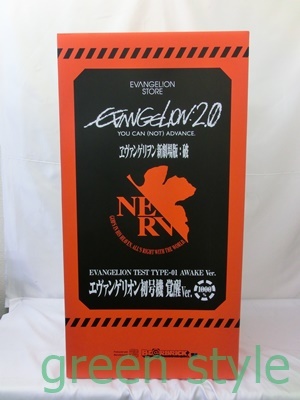 EVANGELION
STORE
EVANGELION:2.0
YOU CAN (NOT) ADVANCE.
ヱヴァンゲリヲン新劇場版:破
NERV
GOD'S IN HIS HEAVEN. ALL'S RIGHT WITH THE WORLD
EVANGELION TEST TYPE-01 AWAKE Ver.
エヴァンゲリオン初号機 覚醒Ver.
1000
green style